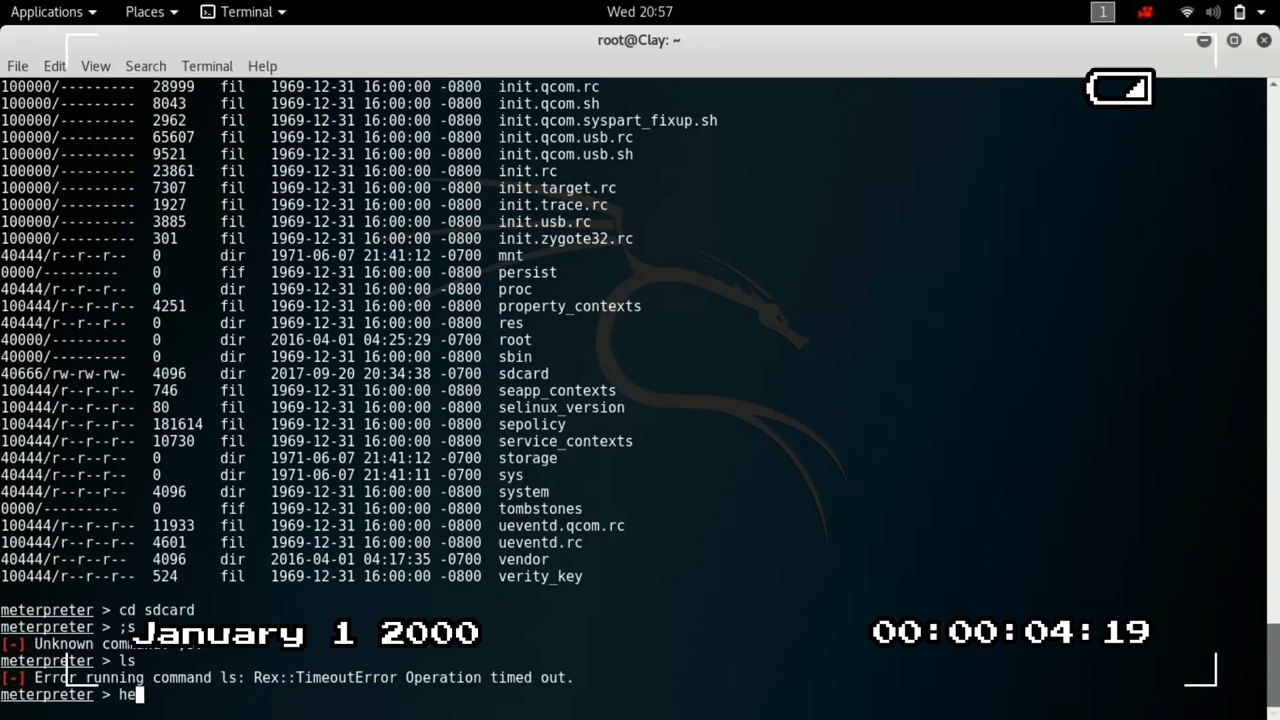 Applications Places Terminal Wed 20:57 1
root@Clay: ~
File Edit View Search Terminal Help
100000/--------- 28999 fil 1969-12-31 16:00:00 -0800 init.qcom.rc
100000/--------- 8043 fil 1969-12-31 16:00:00 -0800 init.qcom.sh
100000/--------- 2962 fil 1969-12-31 16:00:00 -0800 init.qcom.syspart_fixup.sh
100000/--------- 65607 fil 1969-12-31 16:00:00 -0800 init.qcom.usb.rc
100000/--------- 9521 fil 1969-12-31 16:00:00 -0800 init.qcom.usb.sh
100000/--------- 23861 fil 1969-12-31 16:00:00 -0800 init.rc
100000/--------- 7307 fil 1969-12-31 16:00:00 -0800 init.target.rc
100000/--------- 1927 fil 1969-12-31 16:00:00 -0800 init.trace.rc
100000/--------- 3885 fil 1969-12-31 16:00:00 -0800 init.usb.rc
100000/--------- 301 fil 1969-12-31 16:00:00 -0800 init.zygote32.rc
40444/r--r--r-- 0 dir 1971-06-07 21:41:12 -0700 mnt
0000/--------- 0 fif 1969-12-31 16:00:00 -0800 persist
40444/r--r--r-- 0 dir 1969-12-31 16:00:00 -0800 proc
100444/r--r--r-- 4251 fil 1969-12-31 16:00:00 -0800 property_contexts
40444/r--r--r-- 0 dir 1969-12-31 16:00:00 -0800 res
40000/--------- 0 dir 2016-04-01 04:25:29 -0700 root
40000/--------- 0 dir 1969-12-31 16:00:00 -0800 sbin
40666/rw-rw-rw- 4096 dir 2017-09-20 20:34:38 -0700 sdcard
100444/r--r--r-- 746 fil 1969-12-31 16:00:00 -0800 seapp_contexts
100444/r--r--r-- 80 fil 1969-12-31 16:00:00 -0800 selinux_version
100444/r--r--r-- 181614 fil 1969-12-31 16:00:00 -0800 sepolicy
100444/r--r--r-- 10730 fil 1969-12-31 16:00:00 -0800 service_contexts
40444/r--r--r-- 0 dir 1971-06-07 21:41:12 -0700 storage
40444/r--r--r-- 0 dir 1971-06-07 21:41:11 -0700 sys
40444/r--r--r-- 4096 dir 1969-12-31 16:00:00 -0800 system
0000/--------- 0 fif 1969-12-31 16:00:00 -0800 tombstones
100444/r--r--r-- 11933 fil 1969-12-31 16:00:00 -0800 ueventd.qcom.rc
100444/r--r--r-- 4601 fil 1969-12-31 16:00:00 -0800 ueventd.rc
40444/r--r--r-- 4096 dir 2016-04-01 04:17:35 -0700 vendor
100444/r--r--r-- 524 fil 1969-12-31 16:00:00 -0800 verity_key
meterpreter > cd sdcard
meterpreter > ;s
January 1 2000 00:00:04:19
[-] Unknown command
meterpreter > ls
[-] Error running command ls: Rex::TimeoutError Operation timed out.
meterpreter > he